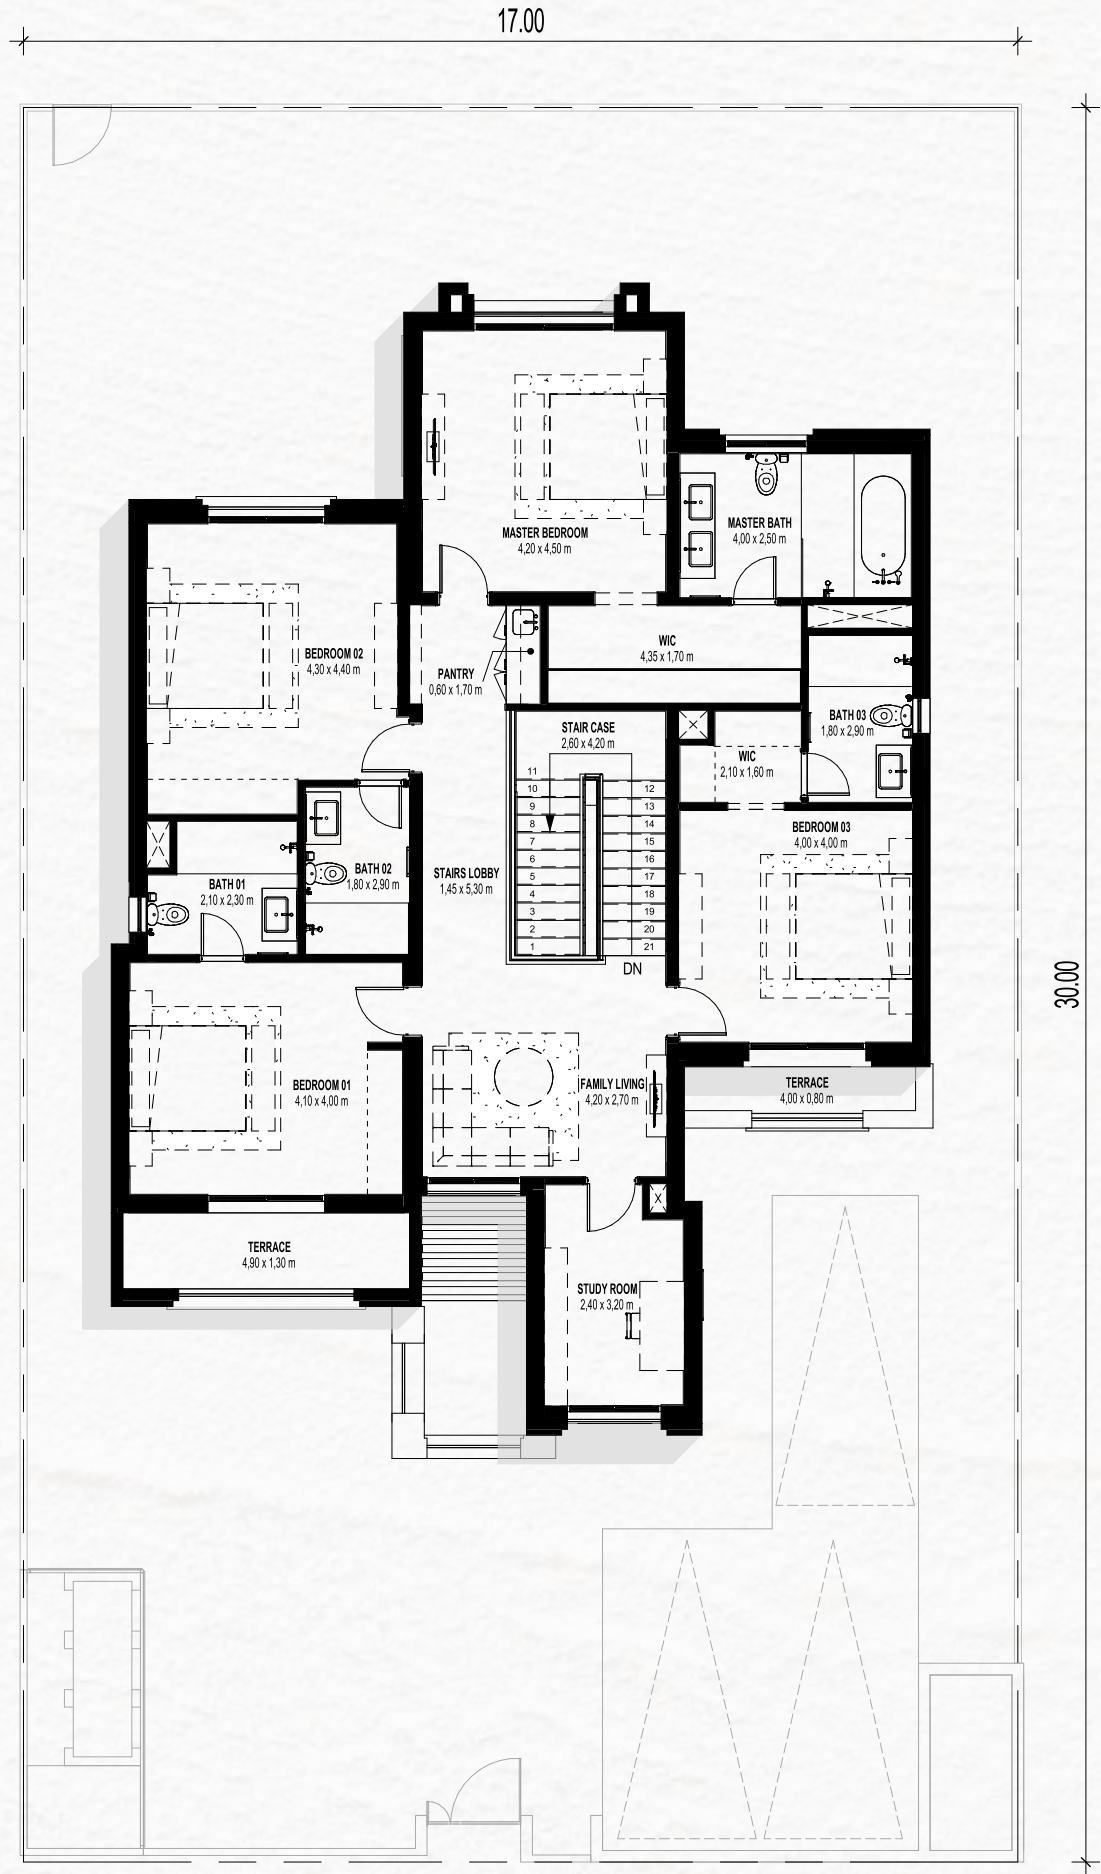 17.00
30.00
MASTER BEDROOM
4,20 x 4,50 m
MASTER BATH
4,00 x 2,50 m
BEDROOM 02
4,30 x 4,40 m
WIC
4,35 x 1,70 m
PANTRY
0,60 x 1,70 m
BATH 03
1,80 x 2,90 m
STAIR CASE
2,60 x 4,20 m
WIC
2,10 x 1,60 m
11
10
9
8
7
6
5
4
3
2
1
12
13
14
15
16
17
18
19
20
21
DN
BEDROOM 03
4,00 x 4,00 m
BATH 02
1,80 x 2,90 m
STAIRS LOBBY
1,45 x 5,30 m
BATH 01
2,10 x 2,30 m
BEDROOM 01
4,10 x 4,00 m
FAMILY LIVING
4,20 x 2,70 m
TERRACE
4,00 x 0,80 m
TERRACE
4,90 x 1,30 m
STUDY ROOM
2,40 x 3,20 m